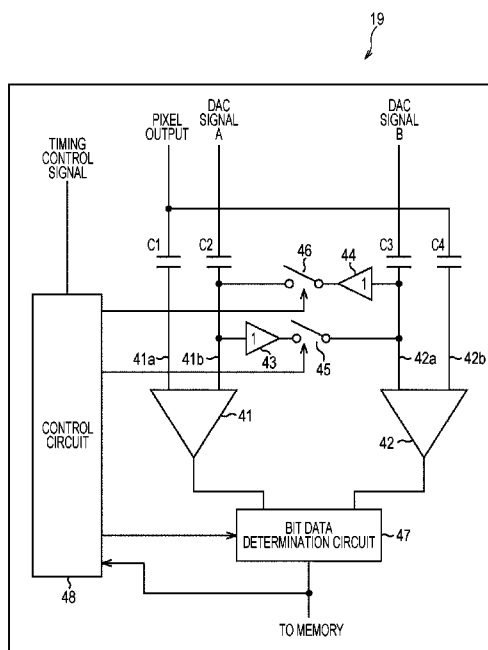 19
PIXEL
OUTPUT
DAC
SIGNAL
A
DAC
SIGNAL
B
TIMING
CONTROL
SIGNAL
C1
C2
46
44
C3
C4
1
1
41a
41b
43
45
42a
42b
41
42
CONTROL
CIRCUIT
BIT DATA
DETERMINATION CIRCUIT
47
48
TO MEMORY